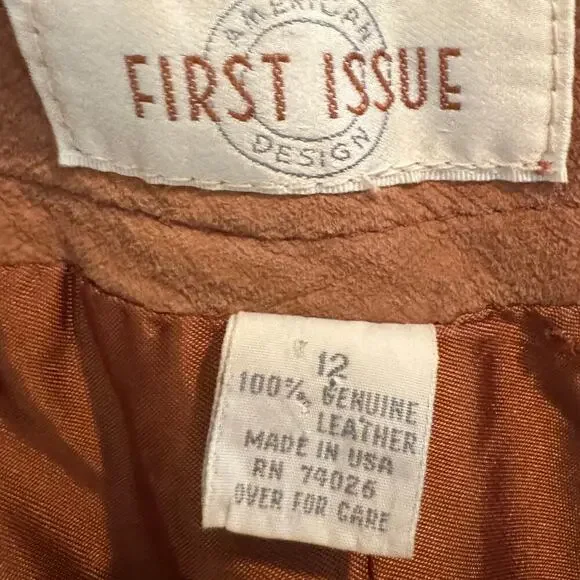 AMERICAN
FIRST ISSUE
DESIGN
12
100% GENUINE
LEATHER
MADE IN USA
RN 74026
OVER FOR CARE